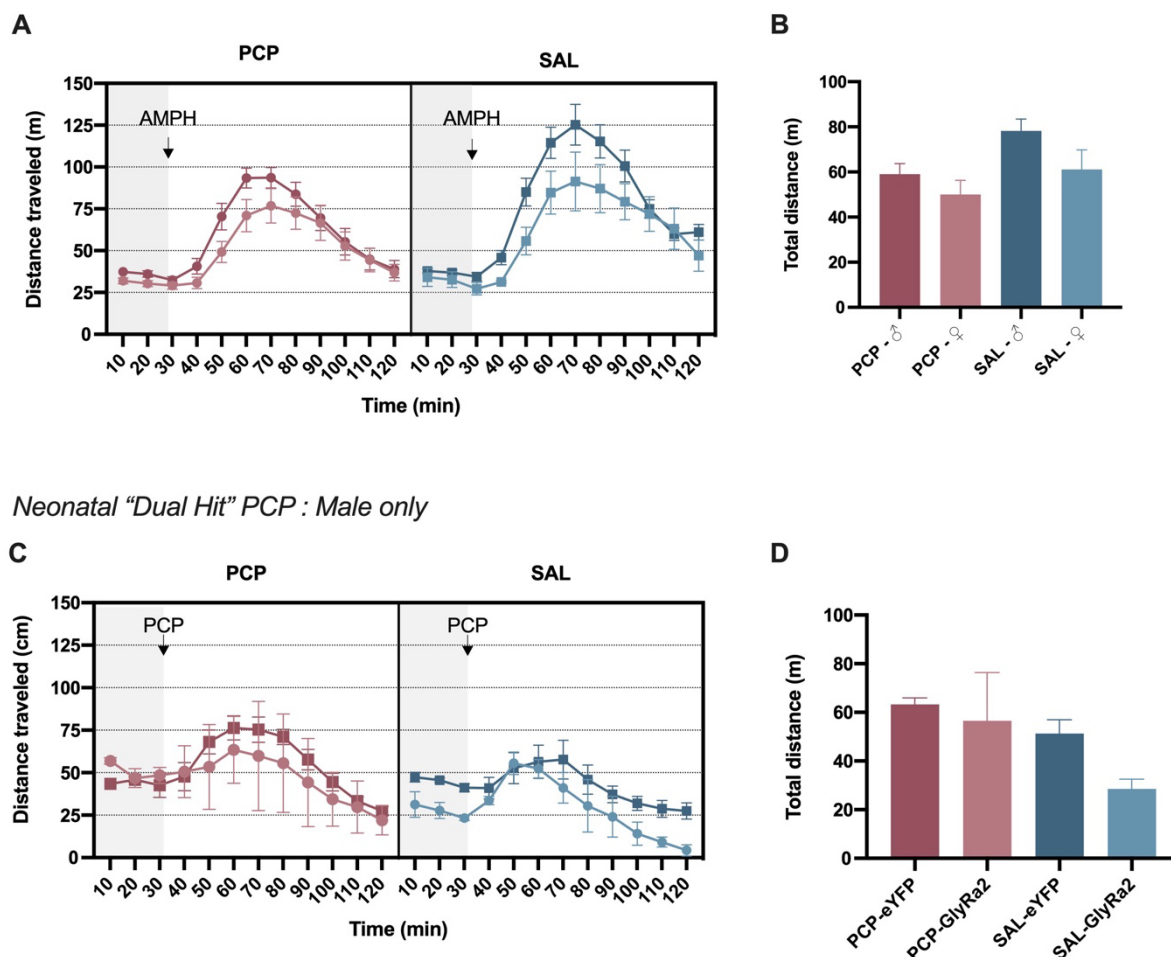 A
PCP
SAL
Distance traveled (m)
150
125
100
75
50
25
0
AMPH
AMPH
10 20 30 40 50 60 70 80 90 100 110 120 10 20 30 40 50 60 70 80 90 100 110 120
Time (min)
B
Total distance (m)
100
80
60
40
20
0
PCP - ♂ PCP - ♀ SAL - ♂ SAL - ♀
Neonatal “Dual Hit” PCP : Male only
C
PCP
SAL
Distance traveled (cm)
150
125
100
75
50
25
0
PCP
PCP
10 20 30 40 50 60 70 80 90 100 110 120 10 20 30 40 50 60 70 80 90 100 110 120
Time (min)
D
Total distance (m)
100
80
60
40
20
0
PCP-eYFP PCP-GlyRa2 SAL-eYFP SAL-GlyRa2